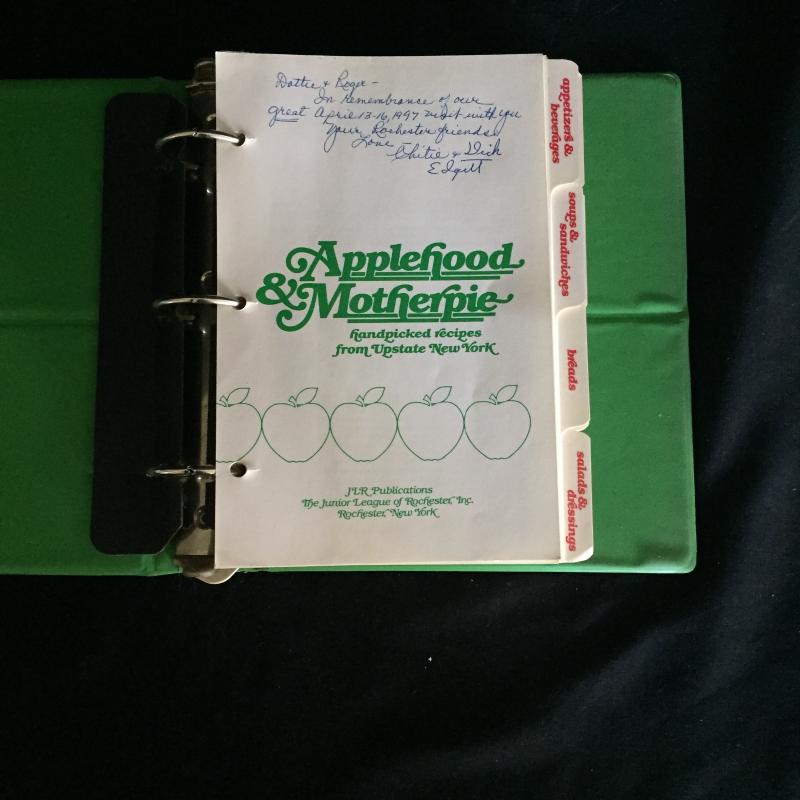 Dottie & Roger -
In remembrance of our
great April 13-16, 1997 visit with you
Your Rochester friends
Love -
& Dick
Edgett
Applehood
& Motherpie
handpicked recipes
from Upstate New York
JLR Publications
The Junior League of Rochester, Inc.
Rochester, New York
appetizers &
beverages
soups &
sandwiches
breads
salads &
dressings